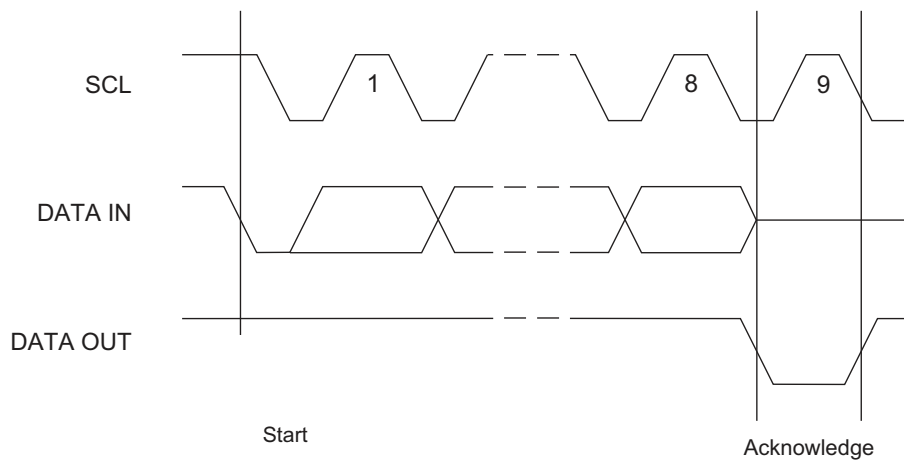 SCL
1
8
9
DATA IN
DATA OUT
Start
Acknowledge